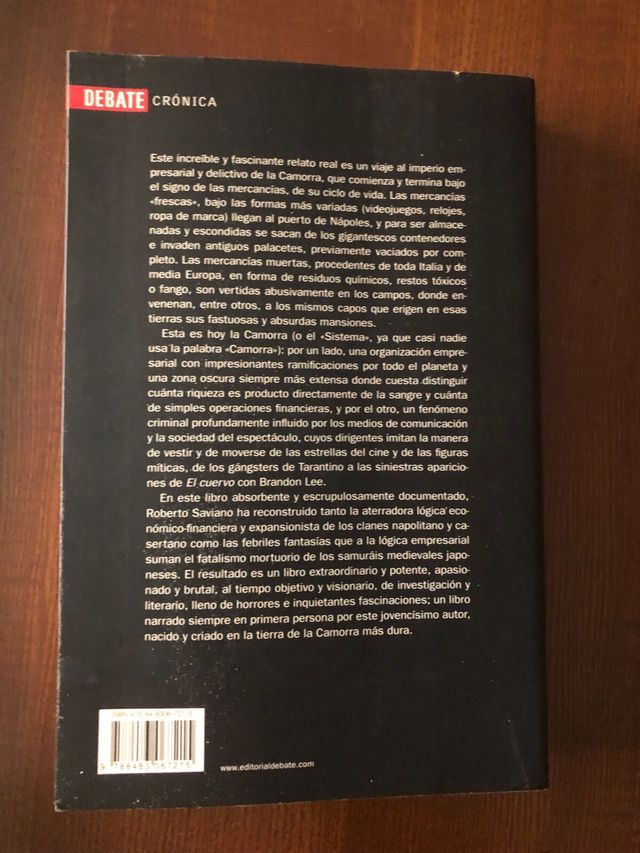 DEBATE CRÓNICA
Este increíble y fascinante relato real es un viaje al imperio em-
presarial y delictivo de la Camorra, que comienza y termina bajo
el signo de las mercancías, de su ciclo de vida. Las mercancías
«frescas», bajo las formas más variadas (videojuegos, relojes,
ropa de marca) llegan al puerto de Nápoles, y para ser almace-
nadas y escondidas se sacan de los gigantescos contenedores
e invaden antiguos palacetes, previamente vaciados por com-
pleto. Las mercancías muertas, procedentes de toda Italia y de
media Europa, en forma de residuos químicos, restos tóxicos
o fango, son vertidas abusivamente en los campos, donde en-
venenan, entre otros, a los mismos capos que erigen en esas
tierras sus fastuosas y absurdas mansiones.
Esta es hoy la Camorra (o el «Sistema», ya que casi nadie
usa la palabra «Camorra»): por un lado, una organización empre-
sarial con impresionantes ramificaciones por todo el planeta y
una zona oscura siempre más extensa donde cuesta distinguir
cuánta riqueza es producto directamente de la sangre y cuánta
de simples operaciones financieras, y por el otro, un fenómeno
criminal profundamente influido por los medios de comunicación
y la sociedad del espectáculo, cuyos dirigentes imitan la manera
de vestir y de moverse de las estrellas del cine y de las figuras
míticas, de los gángsters de Tarantino a las siniestras aparicio-
nes de El cuervo con Brandon Lee.
En este libro absorbente y escrupulosamente documentado,
Roberto Saviano ha reconstruido tanto la aterradora lógica eco-
nómico-financiera y expansionista de los clanes napolitano y ca-
sertano como las febriles fantasías que a la lógica empresarial
suman el fatalismo mortuorio de los samuráis medievales japo-
neses. El resultado es un libro extraordinario y potente, apasio-
nado y brutal, al tiempo objetivo y visionario, de investigación y
literario, lleno de horrores e inquietantes fascinaciones; un libro
narrado siempre en primera persona por este jovencísimo autor,
nacido y criado en la tierra de la Camorra más dura.
9 788483 067215
www.editorialdebate.com